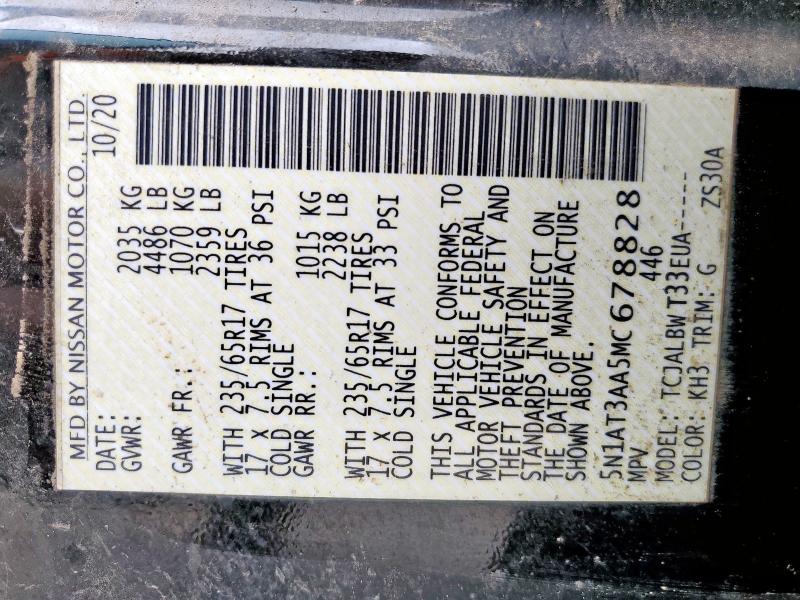 MFD BY NISSAN MOTOR CO., LTD.
DATE: 10/20
GVWR: 2035 KG
4486 LB
GAWR FR.: 1070 KG
2359 LB
WITH 235/65R17 TIRES
17 X 7.5 RIMS AT 36 PSI
COLD SINGLE
GAWR RR.: 1015 KG
2238 LB
WITH 235/65R17 TIRES
17 X 7.5 RIMS AT 33 PSI
COLD SINGLE
THIS VEHICLE CONFORMS TO
ALL APPLICABLE FEDERAL
MOTOR VEHICLE SAFETY AND
THEFT PREVENTION
STANDARDS IN EFFECT ON
THE DATE OF MANUFACTURE
SHOWN ABOVE.
5N1AT3AA5MC678828
MPV 446
MODEL: TCJALBW T33EUA-----
COLOR: KH3 TRIM: G ZS30A